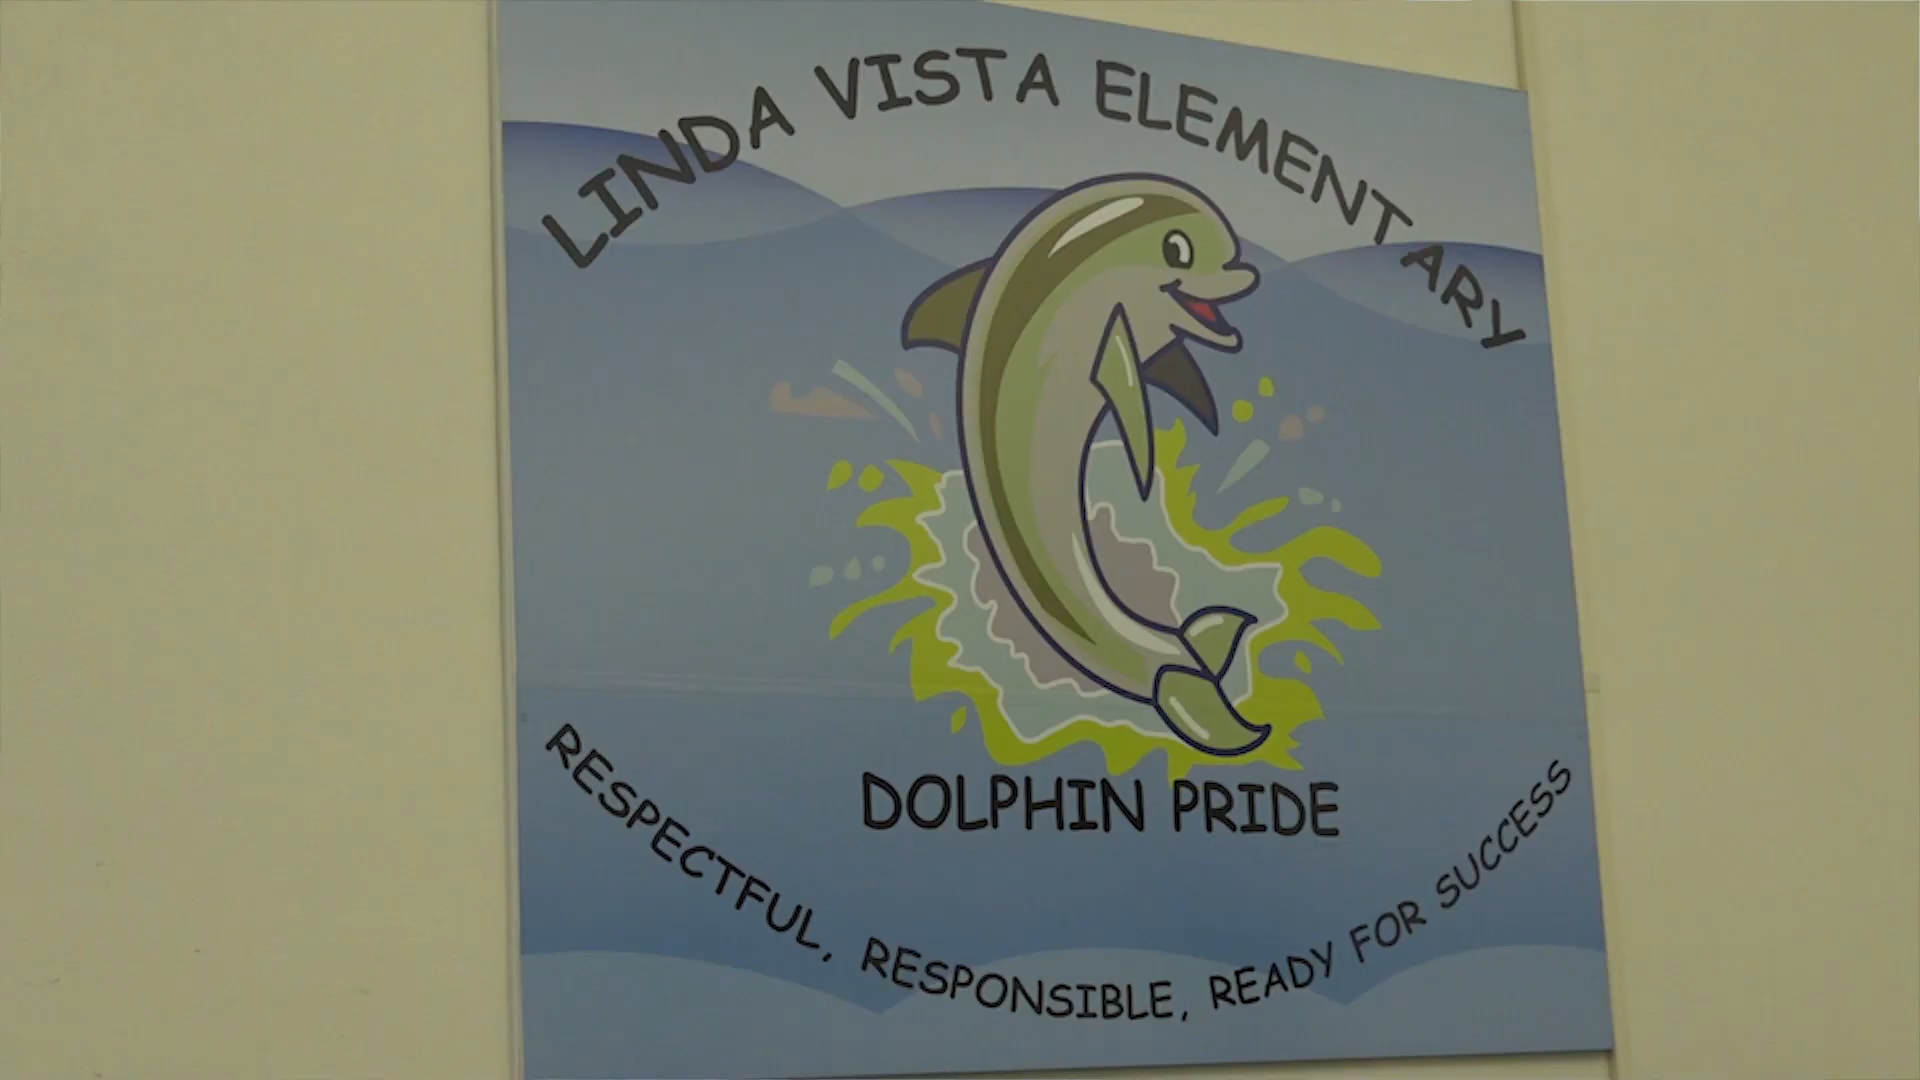 LINDA VISTA ELEMENTARY
DOLPHIN PRIDE
RESPECTFUL, RESPONSIBLE, READY FOR SUCCESS